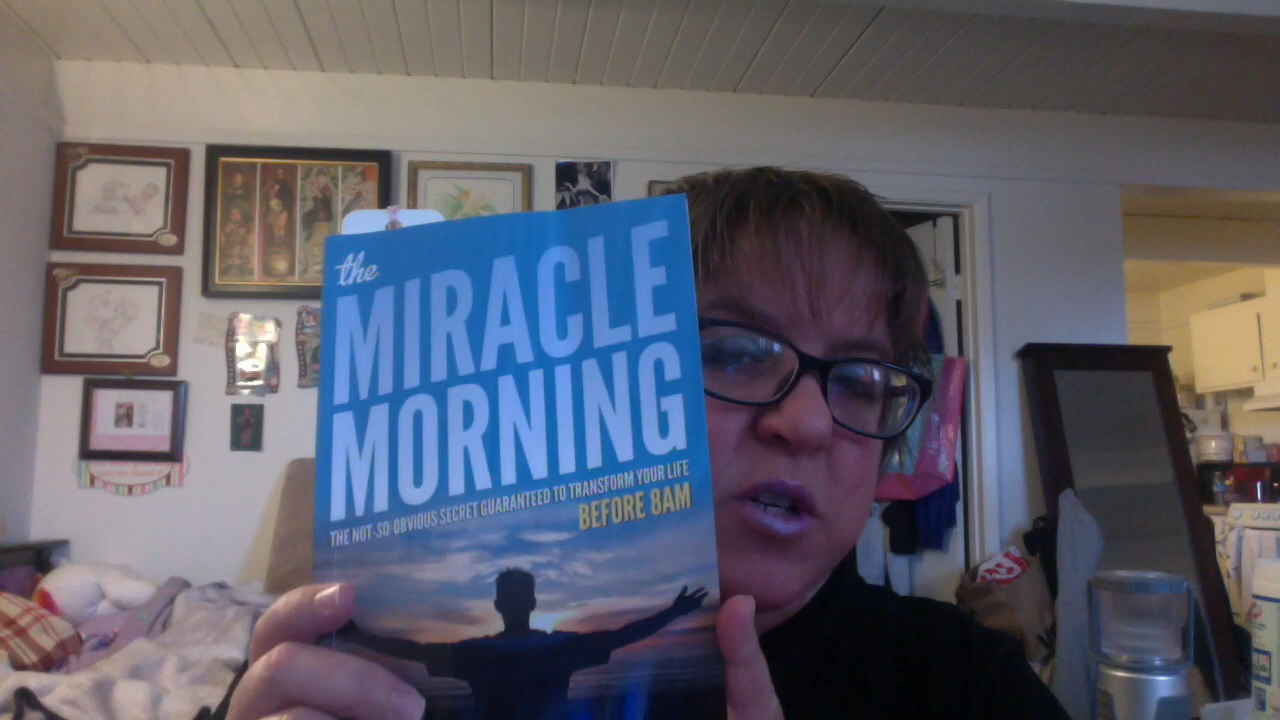 the
MIRACLE
MORNING
THE NOT-SO-OBVIOUS SECRET GUARANTEED TO TRANSFORM YOUR LIFE
BEFORE 8AM